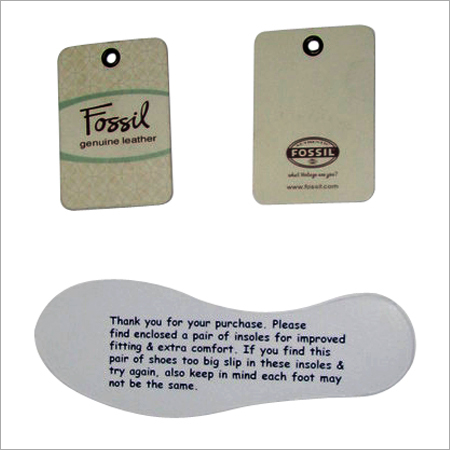 Fossil
genuine leather
AUTHENTIC
FOSSIL
what Vintage are you?
www.fossil.com
Thank you for your purchase. Please
find enclosed a pair of insoles for improved
fitting & extra comfort. If you find this
pair of shoes too big slip in these insoles &
try again, also keep in mind each foot may
not be the same.